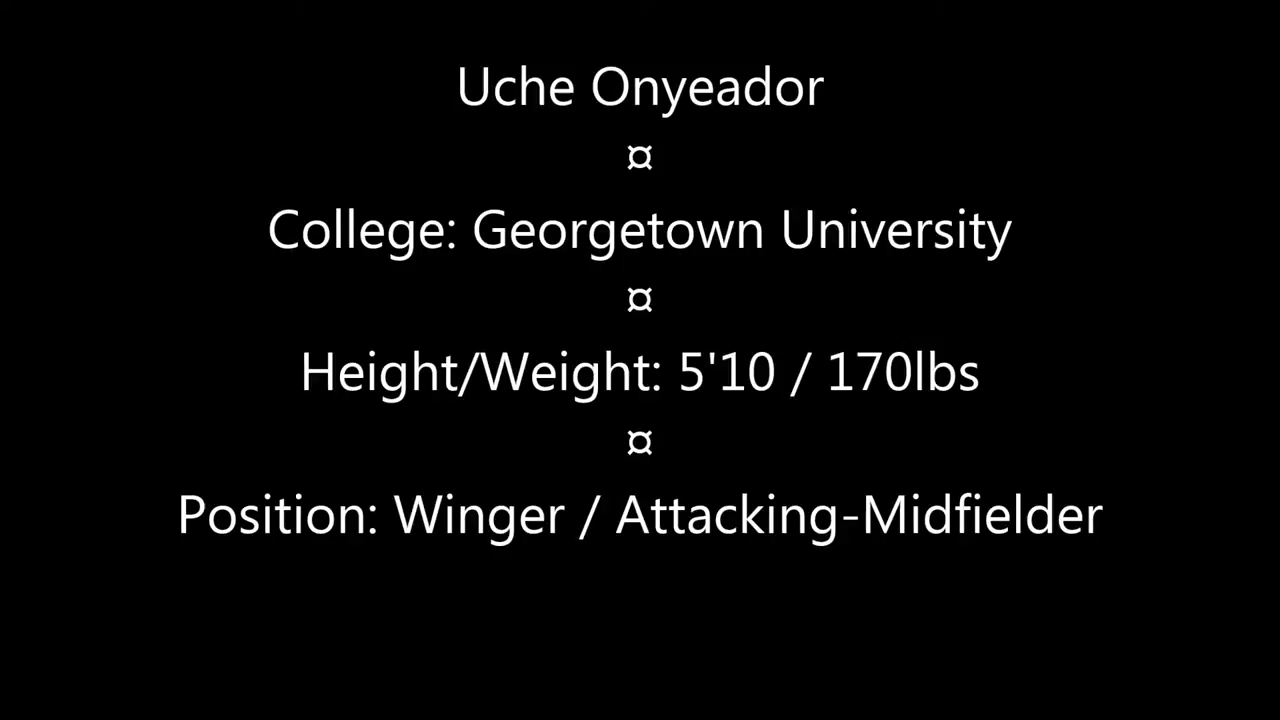 Uche Onyeador
¤
College: Georgetown University
¤
Height/Weight: 5'10 / 170lbs
¤
Position: Winger / Attacking-Midfielder